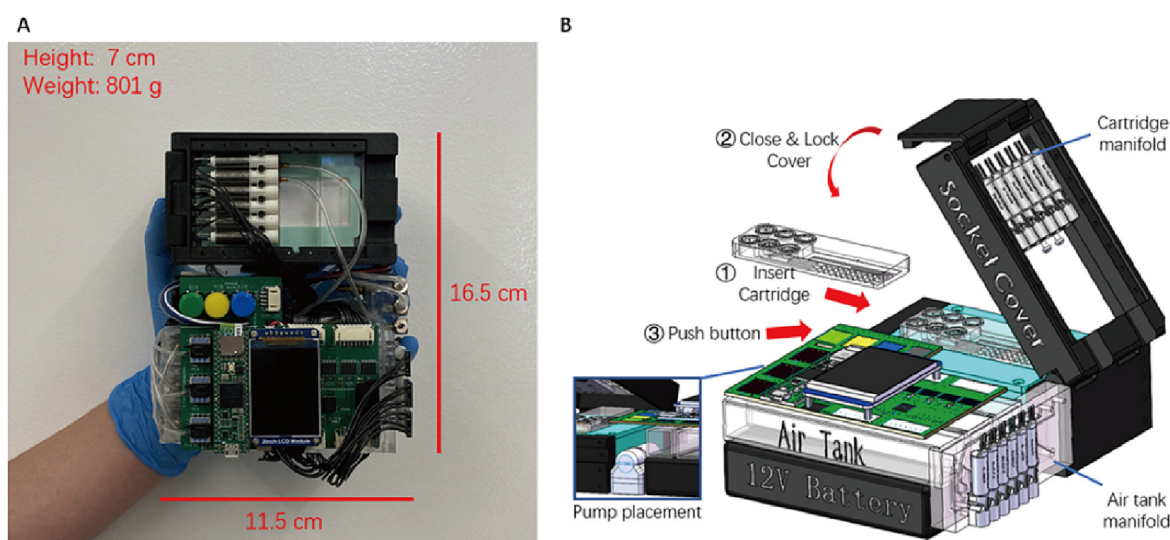 A
Height: 7 cm
Weight: 801 g
16.5 cm
11.5 cm
2inch LCD Module
B
② Close & Lock
Cover
Cartridge
manifold
Socket Cover
① Insert
Cartridge
③ Push button
Air Tank
12V Battery
Pump placement
Air tank
manifold